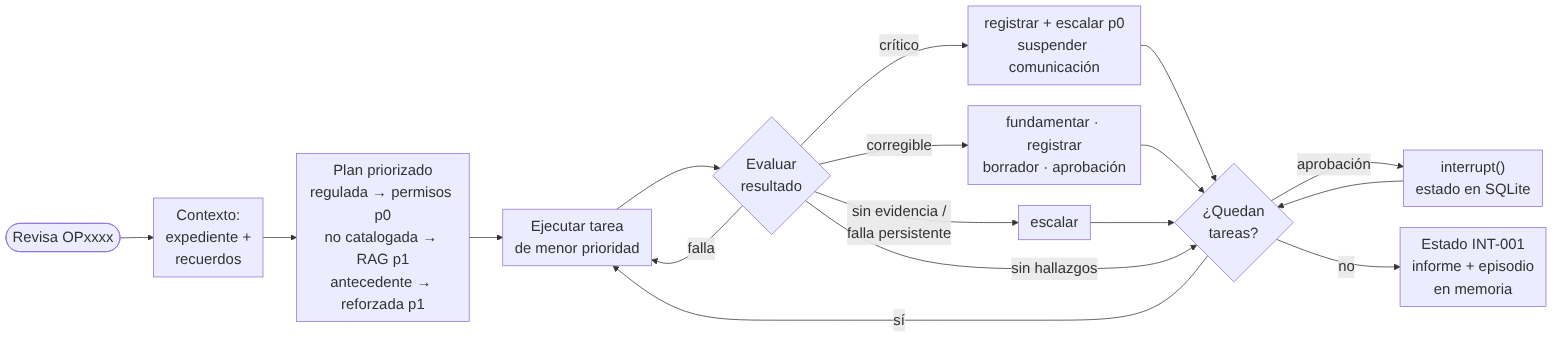 Revisa OPxxxx
Contexto:
expediente +
recuerdos
Plan priorizado
regulada → permisos
p0
no catalogada →
RAG p1
antecedente →
reforzada p1
Ejecutar tarea
de menor prioridad
falla
Evaluar
resultado
crítico
registrar + escalar p0
suspender
comunicación
corregible
fundamentar ·
registrar
borrador · aprobación
sin evidencia /
falla persistente
escalar
sin hallazgos
sí
¿Quedan
tareas?
aprobación
interrupt()
estado en SQLite
no
Estado INT-001
informe + episodio
en memoria